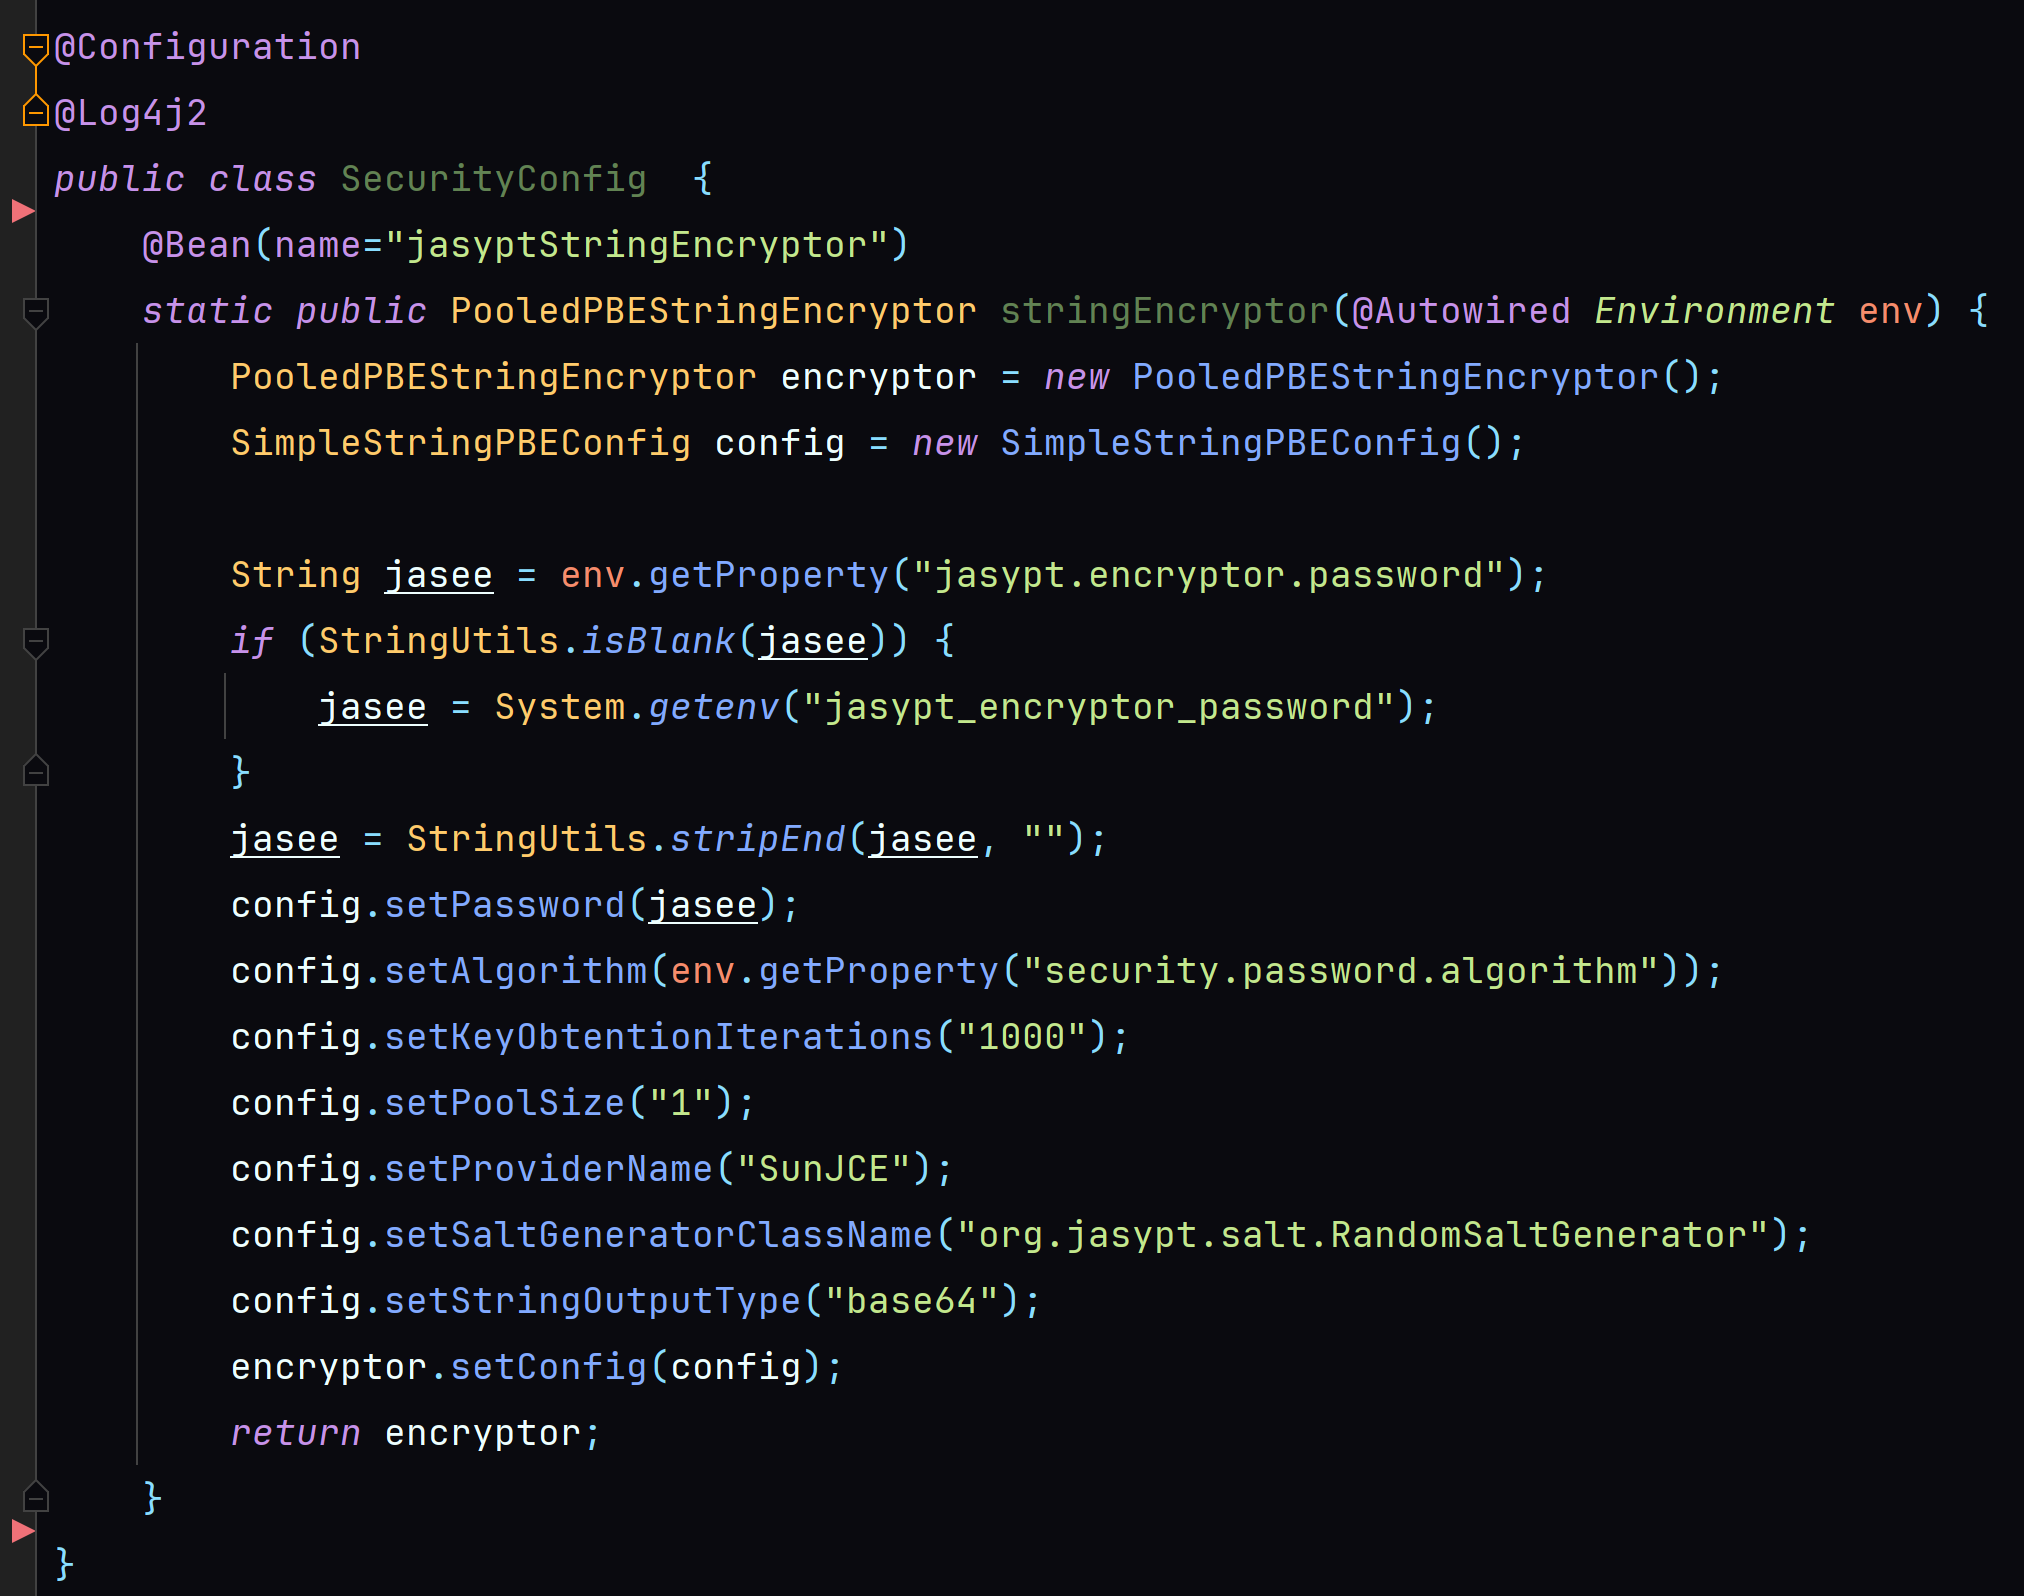 @Configuration
@Log4j2
public class SecurityConfig  {
    @Bean(name="jasyptStringEncryptor")
    static public PooledPBEStringEncryptor stringEncryptor(@Autowired Environment env) {
        PooledPBEStringEncryptor encryptor = new PooledPBEStringEncryptor();
        SimpleStringPBEConfig config = new SimpleStringPBEConfig();

        String jasee = env.getProperty("jasypt.encryptor.password");
        if (StringUtils.isBlank(jasee)) {
            jasee = System.getenv("jasypt_encryptor_password");
        }
        jasee = StringUtils.stripEnd(jasee, "");
        config.setPassword(jasee);
        config.setAlgorithm(env.getProperty("security.password.algorithm"));
        config.setKeyObtentionIterations("1000");
        config.setPoolSize("1");
        config.setProviderName("SunJCE");
        config.setSaltGeneratorClassName("org.jasypt.salt.RandomSaltGenerator");
        config.setStringOutputType("base64");
        encryptor.setConfig(config);
        return encryptor;
    }
}